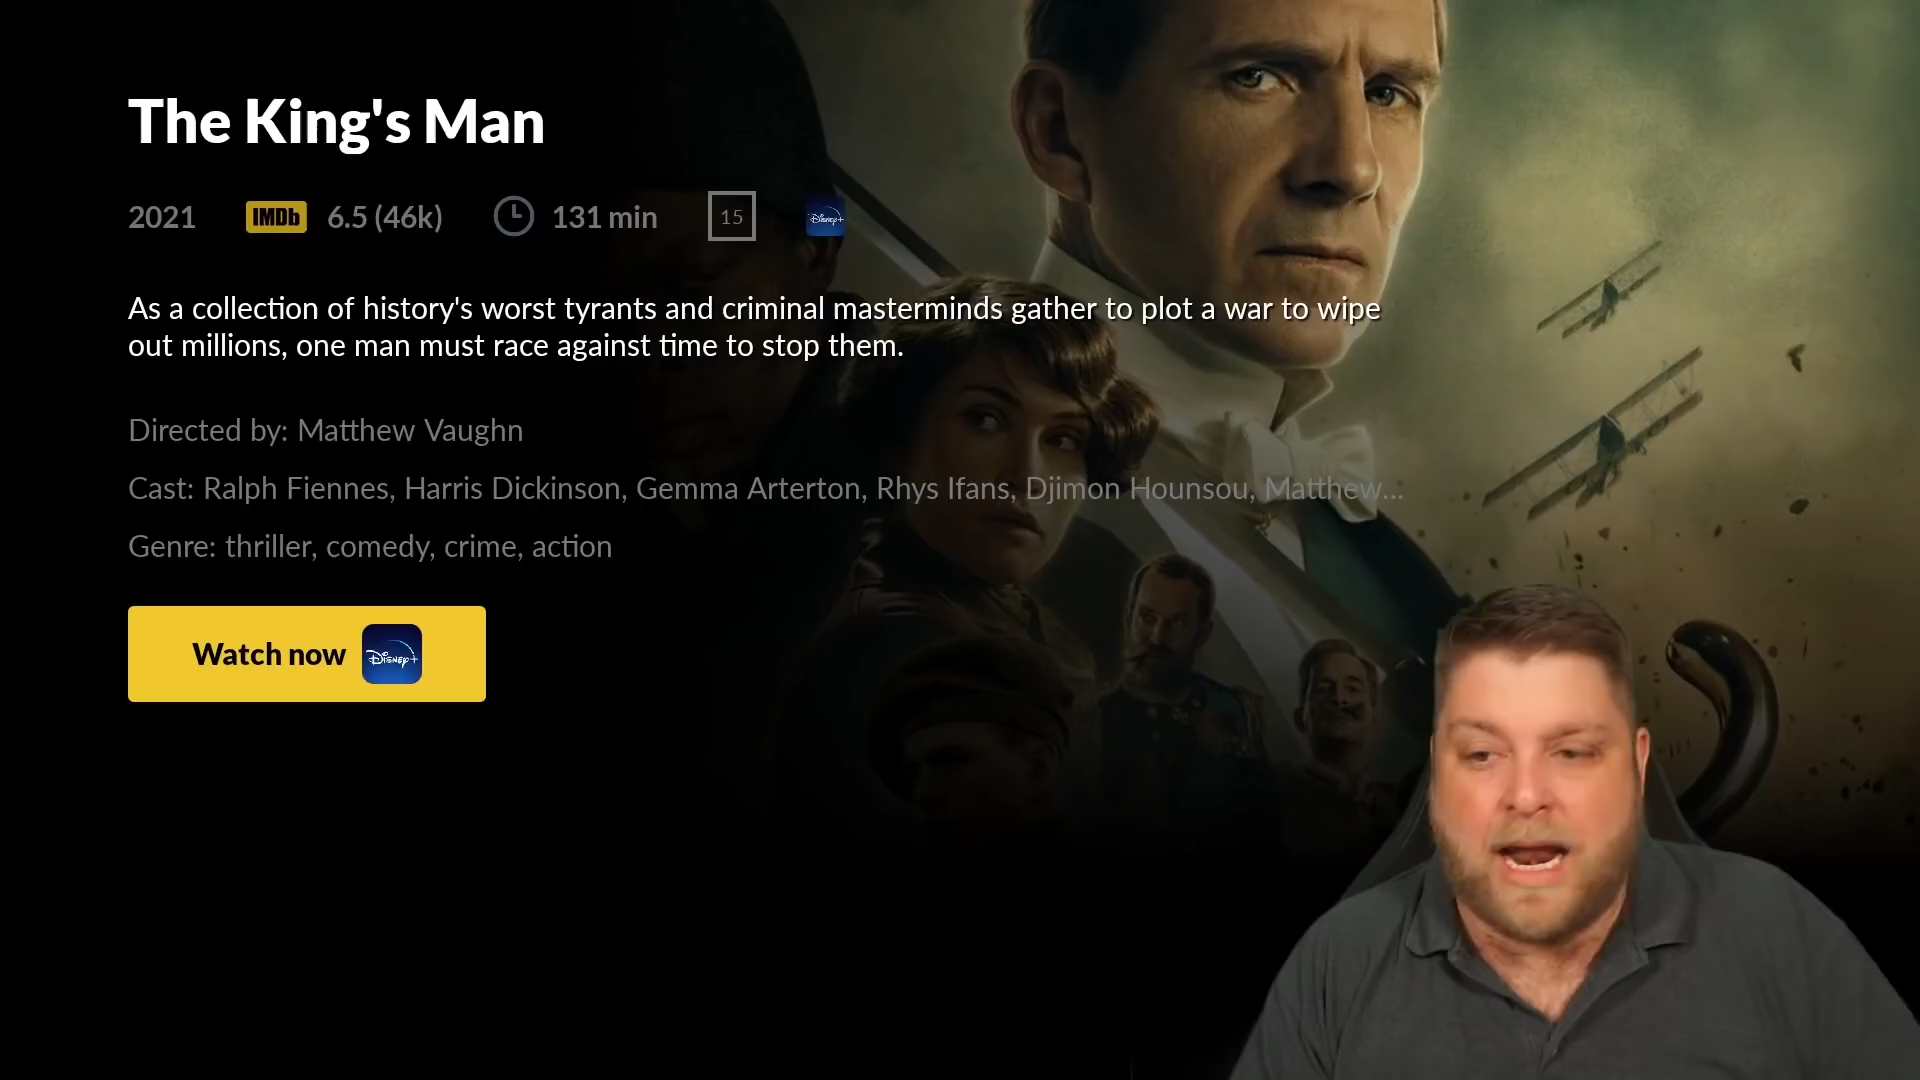 The King's Man
2021 IMDb 6.5 (46k) 131 min 15 Disney+
As a collection of history's worst tyrants and criminal masterminds gather to plot a war to wipe
out millions, one man must race against time to stop them.
Directed by: Matthew Vaughn
Cast: Ralph Fiennes, Harris Dickinson, Gemma Arterton, Rhys Ifans, Djimon Hounsou, Matthew...
Genre: thriller, comedy, crime, action
Watch now Disney+